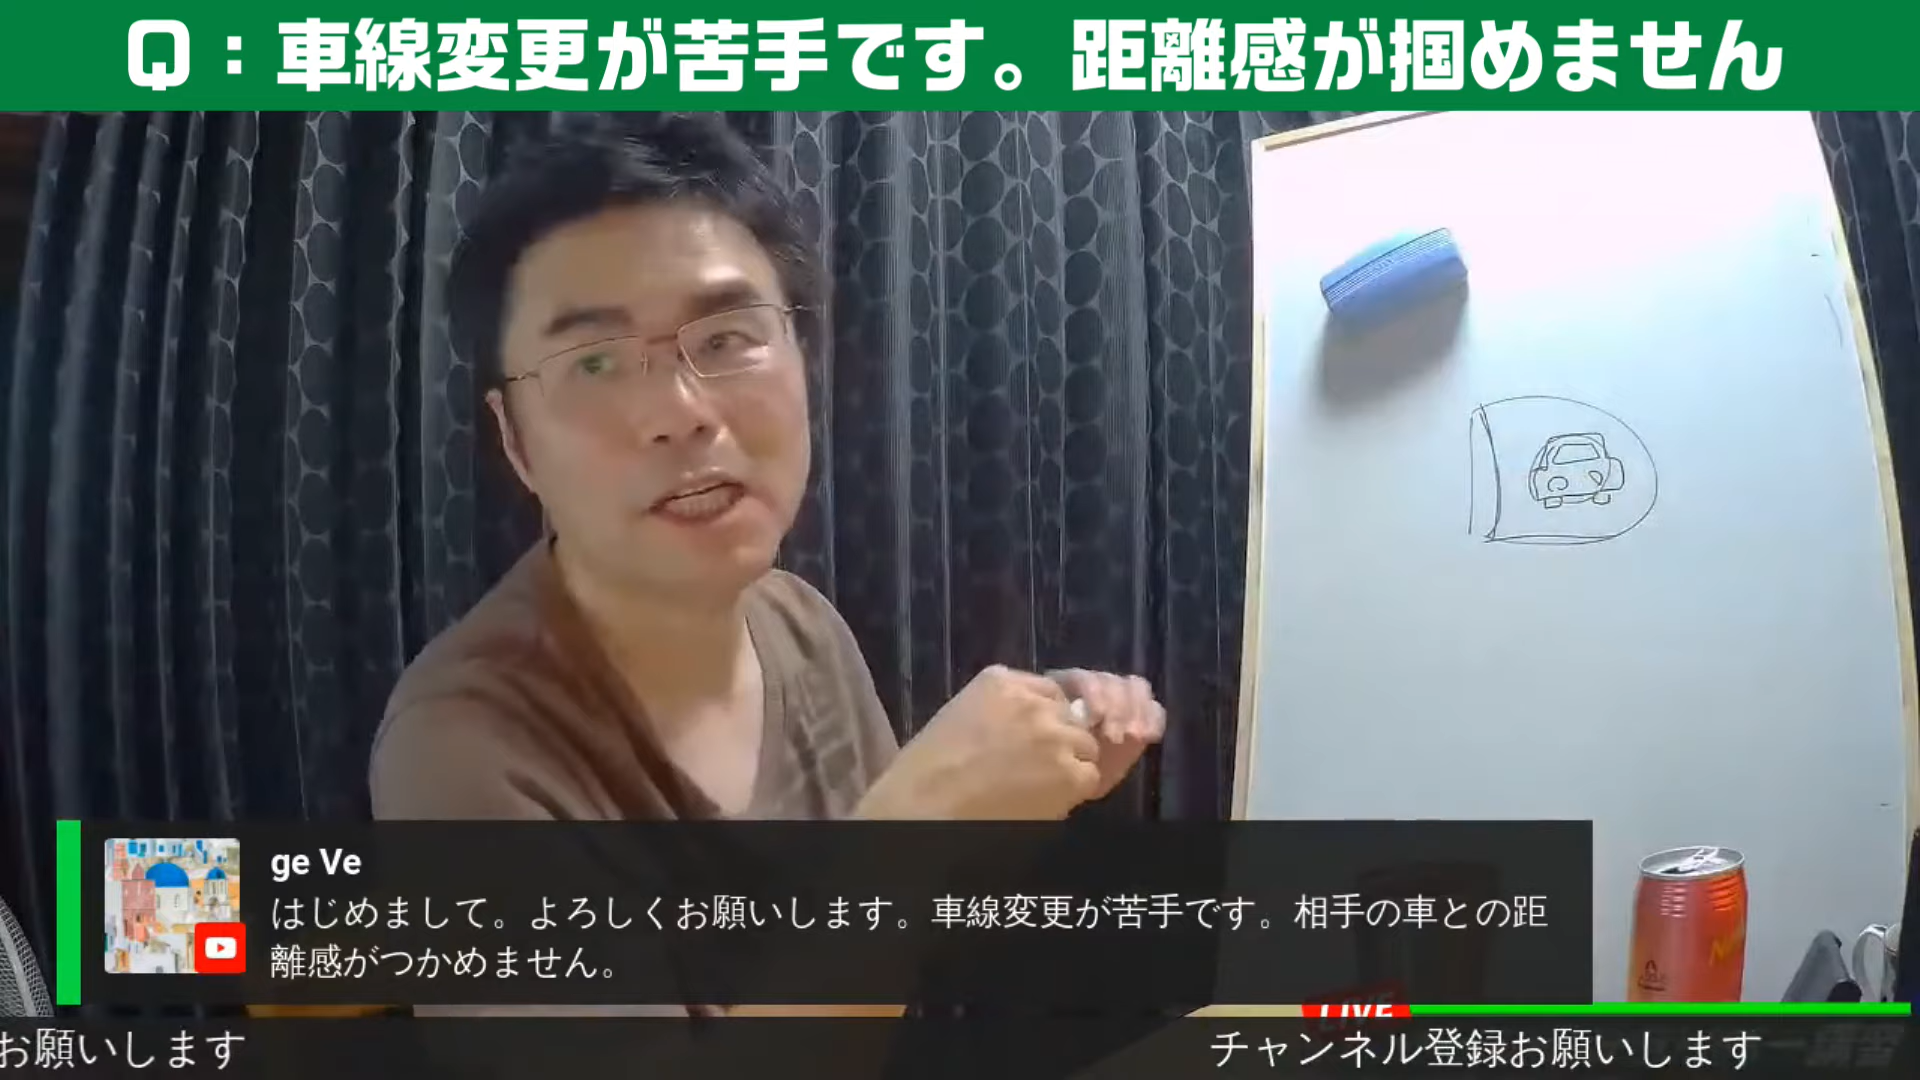 Q：車線変更が苦手です。距離感が掴めません
ge Ve
はじめまして。よろしくお願いします。車線変更が苦手です。相手の車との距
離感がつかめません。
LIVE
お願いします
チャンネル登録お願いします